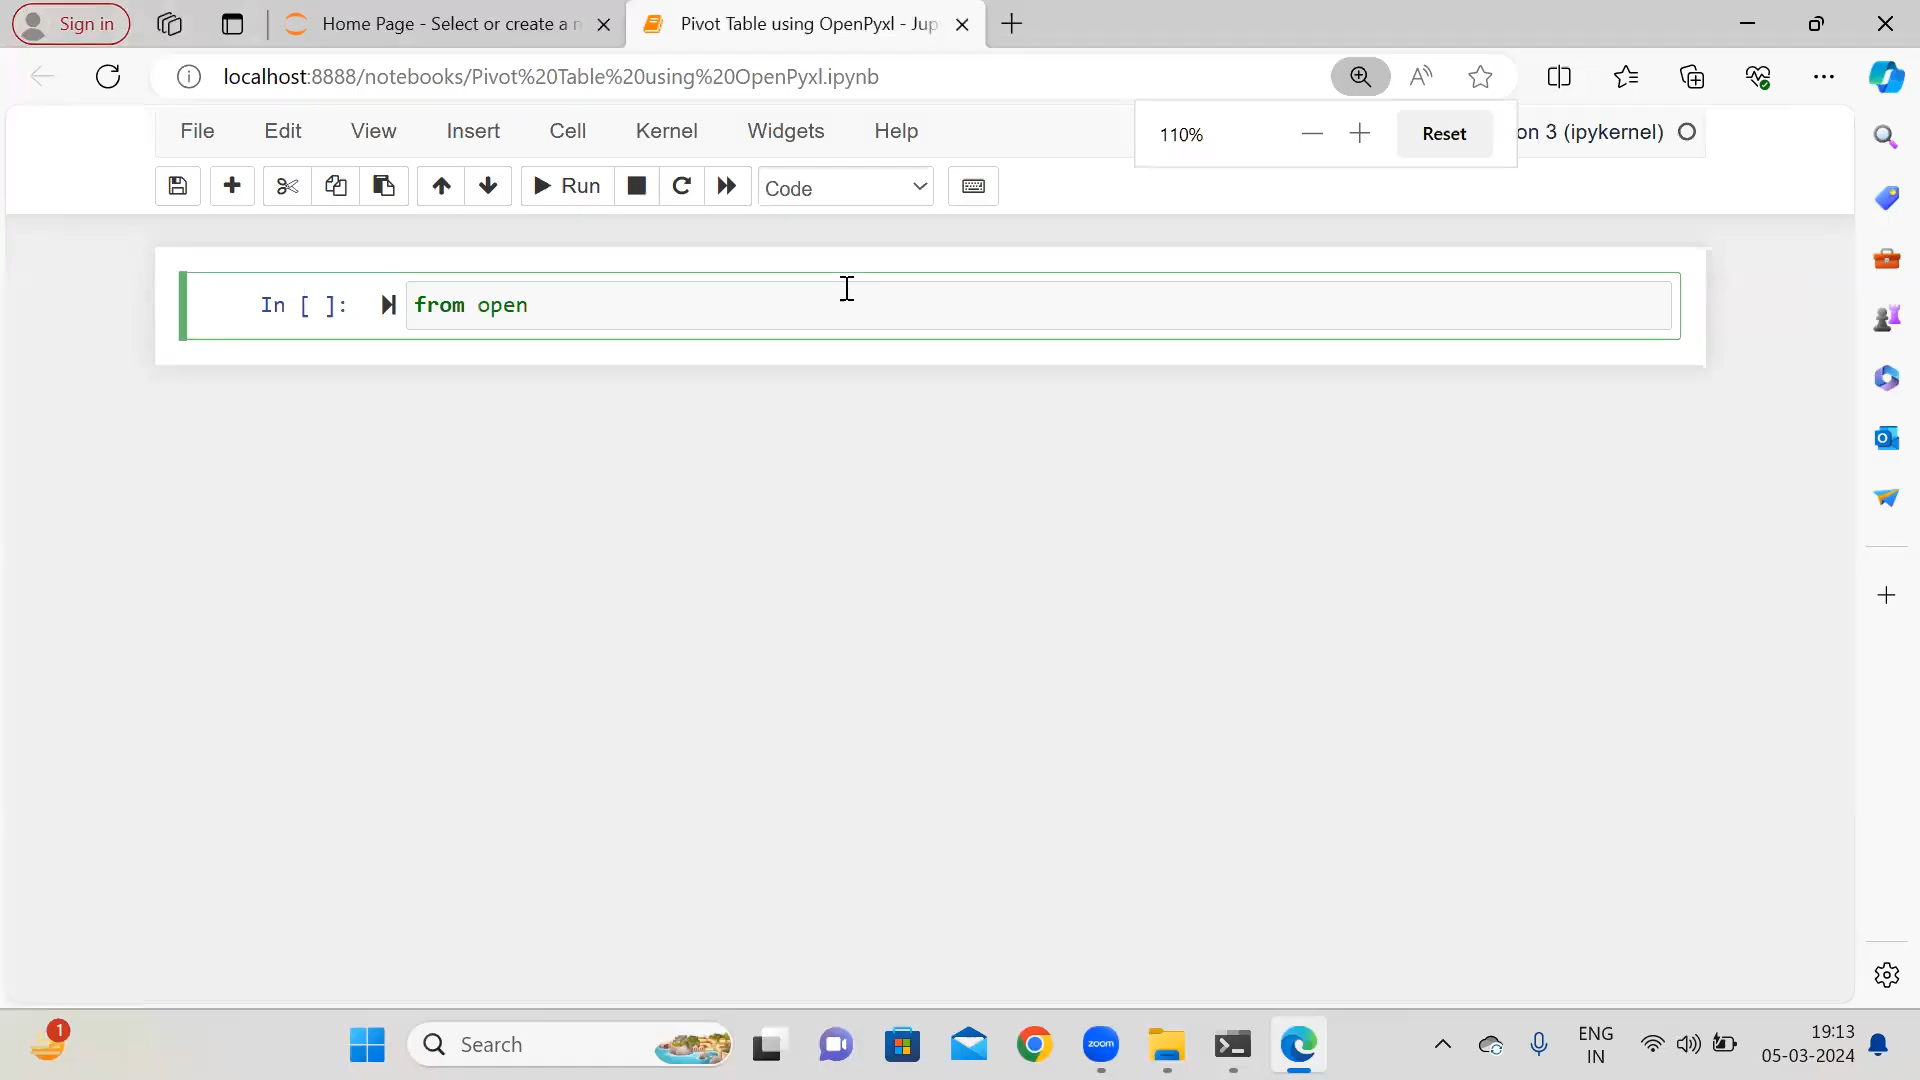 Sign in
Home Page - Select or create a n
Pivot Table using OpenPyxl - Jup
localhost:8888/notebooks/Pivot%20Table%20using%20OpenPyxl.ipynb
File Edit View Insert Cell Kernel Widgets Help
110% Reset
on 3 (ipykernel)
Run
Code
In [ ]: from open
1
Search
zoom
ENG
IN
19:13
05-03-2024